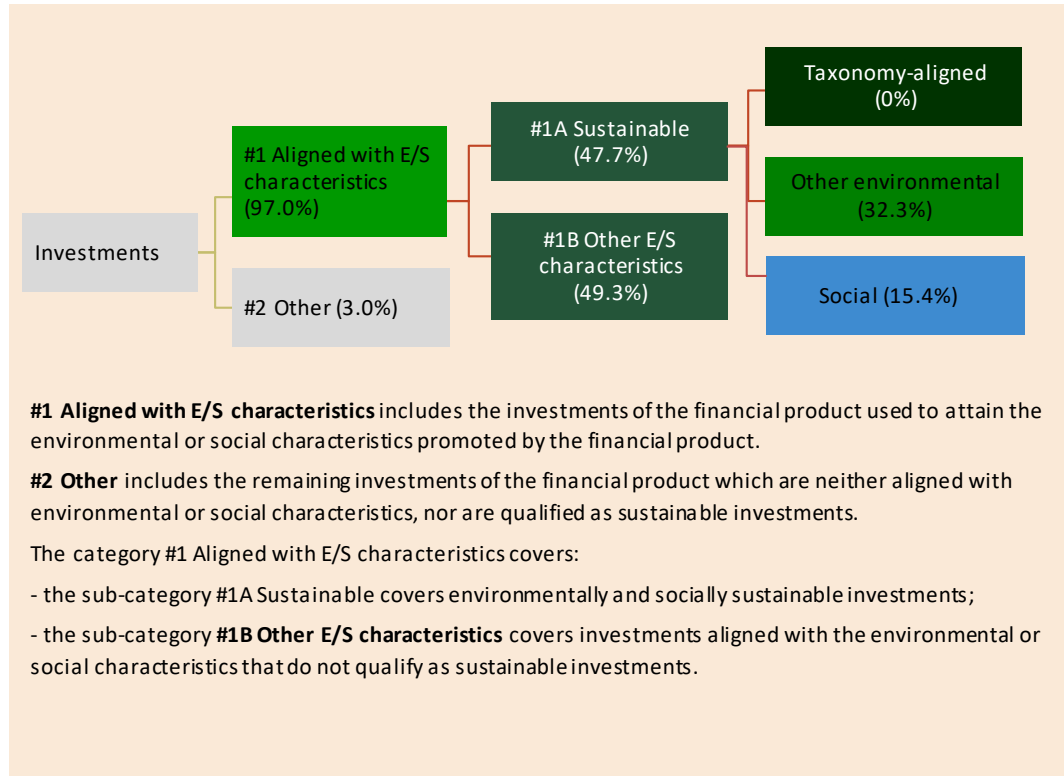 Investments
#1 Aligned with E/S
characteristics
(97.0%)
#2 Other (3.0%)
#1A Sustainable
(47.7%)
#1B Other E/S
characteristics
(49.3%)
Taxonomy-aligned
(0%)
Other environmental
(32.3%)
Social (15.4%)
#1 Aligned with E/S characteristics includes the investments of the financial product used to attain the
environmental or social characteristics promoted by the financial product.
#2 Other includes the remaining investments of the financial product which are neither aligned with
environmental or social characteristics, nor are qualified as sustainable investments.
The category #1 Aligned with E/S characteristics covers:
- the sub-category #1A Sustainable covers environmentally and socially sustainable investments;
- the sub-category #1B Other E/S characteristics covers investments aligned with the environmental or
social characteristics that do not qualify as sustainable investments.